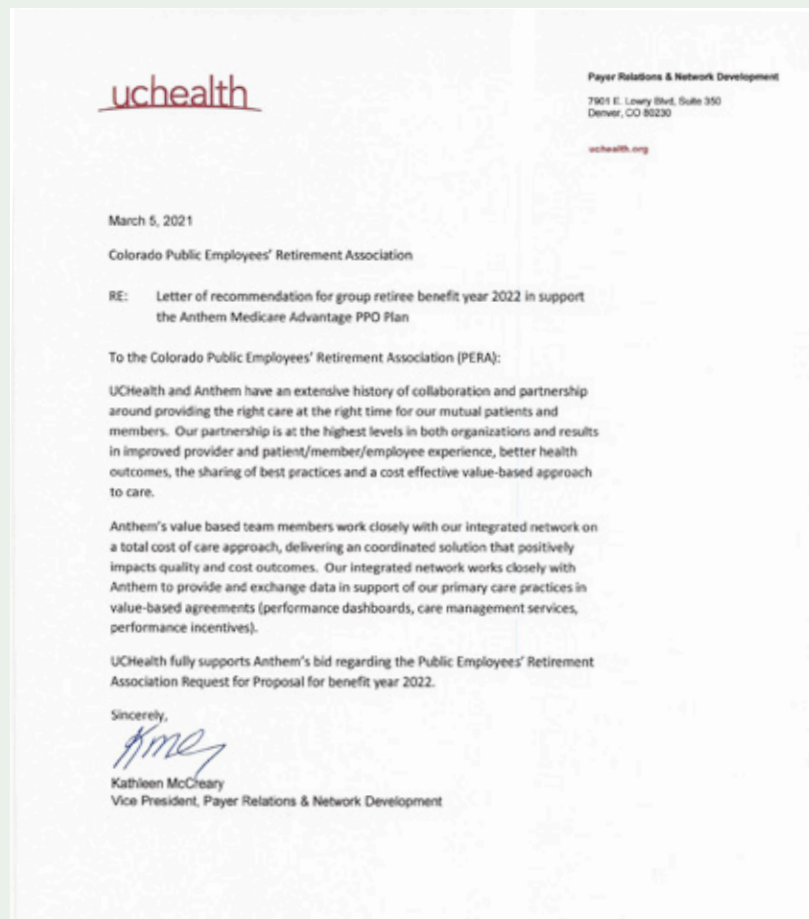 uchealth
Payer Relations & Network Development
7901 E. Lowry Blvd, Suite 350
Denver, CO 80230
uchealth.org
March 5, 2021
Colorado Public Employees' Retirement Association
RE: Letter of recommendation for group retiree benefit year 2022 in support
the Anthem Medicare Advantage PPO Plan
To the Colorado Public Employees' Retirement Association (PERA):
UCHealth and Anthem have an extensive history of collaboration and partnership
around providing the right care at the right time for our mutual patients and
members. Our partnership is at the highest levels in both organizations and results
in improved provider and patient/member/employee experience, better health
outcomes, the sharing of best practices and a cost effective value-based approach
to care.
Anthem's value based team members work closely with our integrated network on
a total cost of care approach, delivering an coordinated solution that positively
impacts quality and cost outcomes. Our integrated network works closely with
Anthem to provide and exchange data in support of our primary care practices in
value-based agreements (performance dashboards, care management services,
performance incentives).
UCHealth fully supports Anthem's bid regarding the Public Employees' Retirement
Association Request for Proposal for benefit year 2022.
Sincerely,
Kathleen McCreary
Vice President, Payer Relations & Network Development